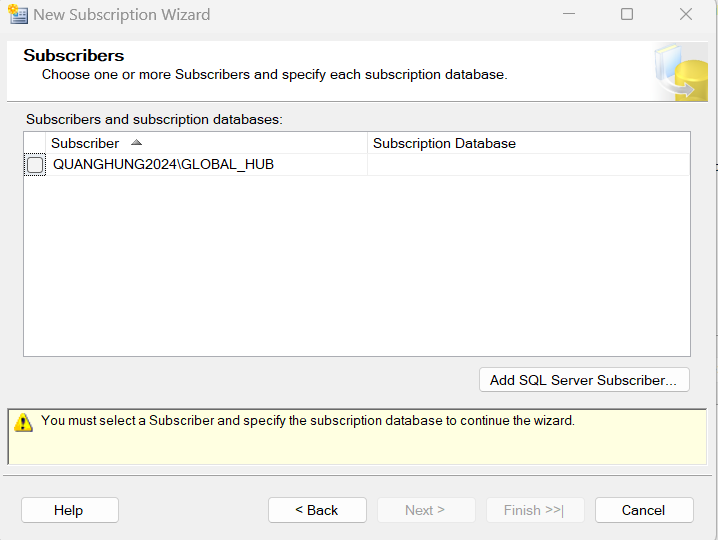 New Subscription Wizard
Subscribers
Choose one or more Subscribers and specify each subscription database.
Subscribers and subscription databases:
Subscriber Subscription Database
QUANGHUNG2024\GLOBAL_HUB
Add SQL Server Subscriber...
You must select a Subscriber and specify the subscription database to continue the wizard.
Help < Back Next > Finish >>| Cancel